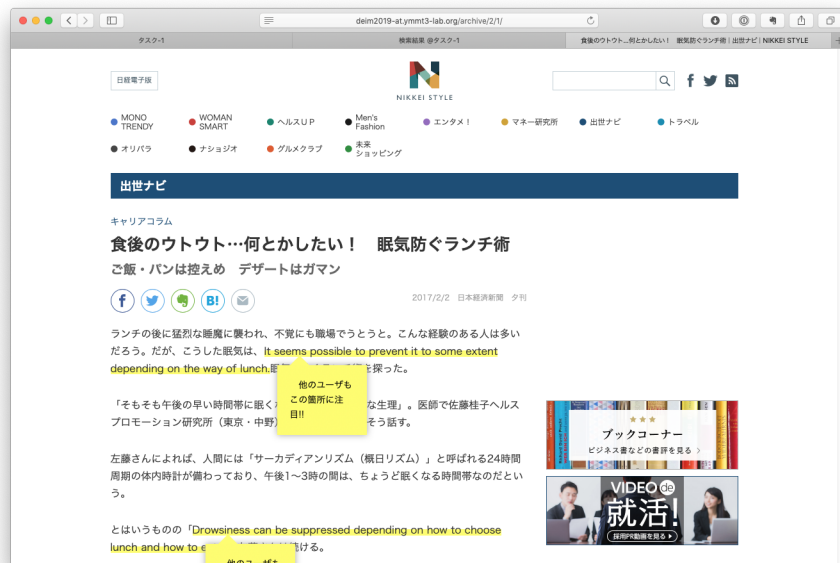 deim2019-at.ymmt3-lab.org/archive/2/1/
タスク-1
検索結果 @タスク-1
食後のウトウト…何とかしたい！ 眠気防ぐランチ術｜出世ナビ｜NIKKEI STYLE
日経電子版
NIKKEI STYLE
MONO TRENDY
WOMAN SMART
ヘルスＵＰ
Men's Fashion
エンタメ！
マネー研究所
出世ナビ
トラベル
オリパラ
ナショジオ
グルメクラブ
未来ショッピング
出世ナビ
キャリアコラム
食後のウトウト…何とかしたい！ 眠気防ぐランチ術
ご飯・パンは控えめ デザートはガマン
B!
2017/2/2 日本経済新聞 夕刊
ランチの後に猛烈な睡魔に襲われ、不覚にも職場でうとうと。こんな経験のある人は多い
だろう。だが、こうした眠気は、It seems possible to prevent it to some extent
depending on the way of lunch.眠 を探った。
他のユーザも
この箇所に注
目!!
「そもそも午後の早い時間帯に眠く な生理」。医師で佐藤桂子ヘルス
プロモーション研究所（東京・中野） そう話す。
佐藤さんによれば、人間には「サーカディアンリズム（概日リズム）」と呼ばれる24時間
周期の体内時計が備わっており、午後1〜3時の間は、ちょうど眠くなる時間帯なのだとい
う。
とはいうものの「Drowsiness can be suppressed depending on how to choose
lunch and how to 続ける。
他のユーザも
ブックコーナー
ビジネス書などの書評を見る
VIDEO de
就活!
採用PR動画を見る